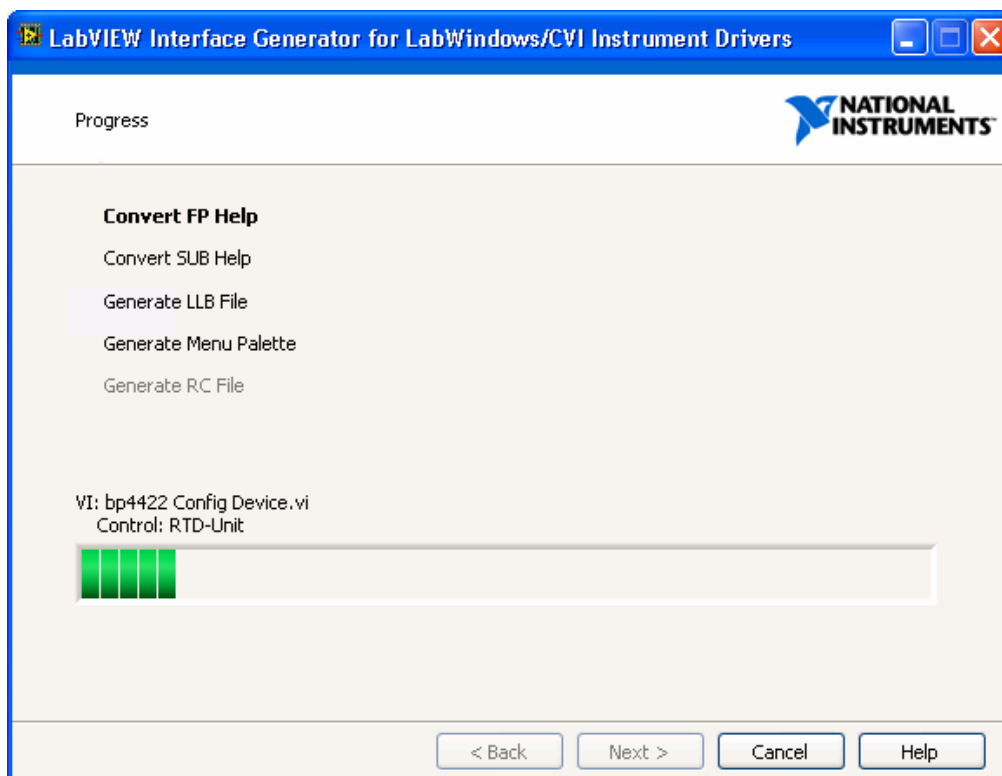 LabVIEW Interface Generator for LabWindows/CVI Instrument Drivers
Progress
NATIONAL
INSTRUMENTS™
Convert FP Help
Convert SUB Help
Generate LLB File
Generate Menu Palette
Generate RC File
VI: bp4422 Config Device.vi
Control: RTD-Unit
< Back
Next >
Cancel
Help